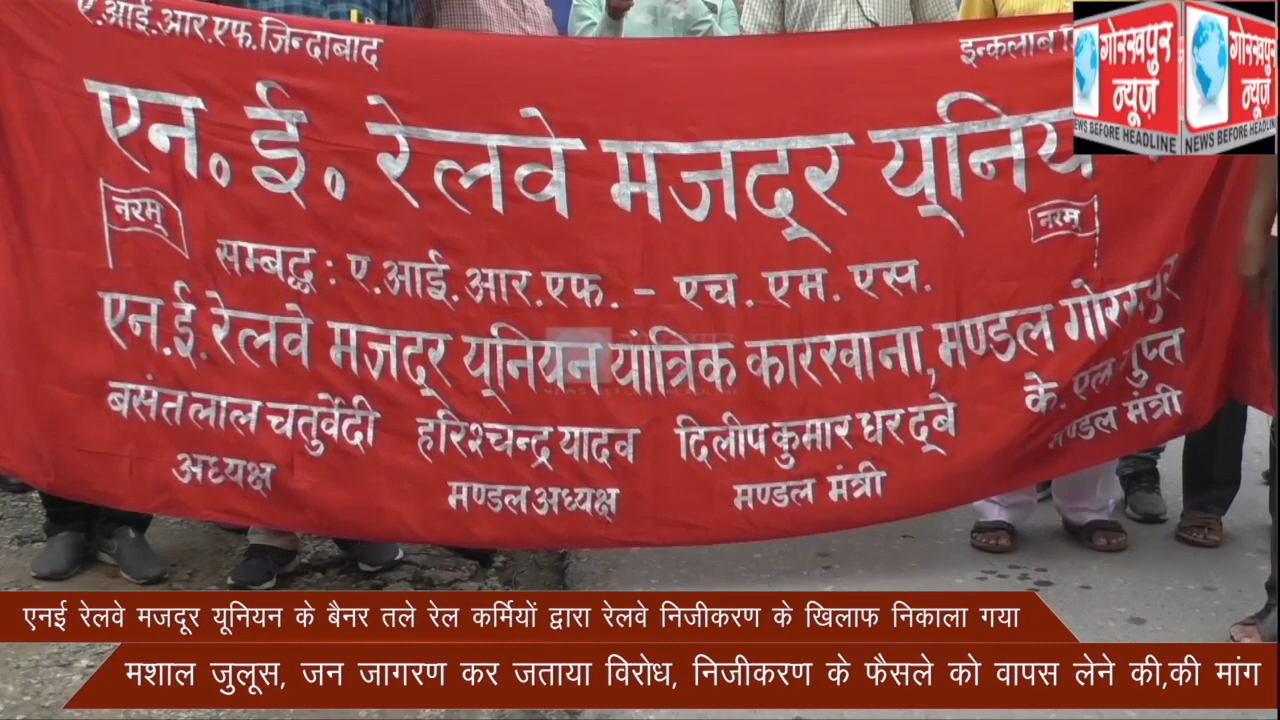 ए.आई.आर.एफ.जिन्दाबाद
इन्कलाब
एन.ई. रेलवे मजदूर यूनियन
नरमू
नरमू
सम्बद्ध : ए.आई.आर.एफ. - एच.एम.एस.
एन.ई.रेलवे मजदूर यूनियन यांत्रिक कारखाना, मण्डल गोरखपुर
बसंतलाल चतुर्वेदी हरिश्चन्द्र यादव दिलीप कुमार धर दूबे के. एल गुप्त
अध्यक्ष मण्डल अध्यक्ष मण्डल मंत्री मण्डल मंत्री
गोरखपुर
न्यूज़
NEWS BEFORE HEADLINE
गोरखपुर
न्यूज़
NEWS BEFORE HEADLIN
एनई रेलवे मजदूर यूनियन के बैनर तले रेल कर्मियों द्वारा रेलवे निजीकरण के खिलाफ निकाला गया
मशाल जुलूस, जन जागरण कर जताया विरोध, निजीकरण के फैसले को वापस लेने की,की मांग